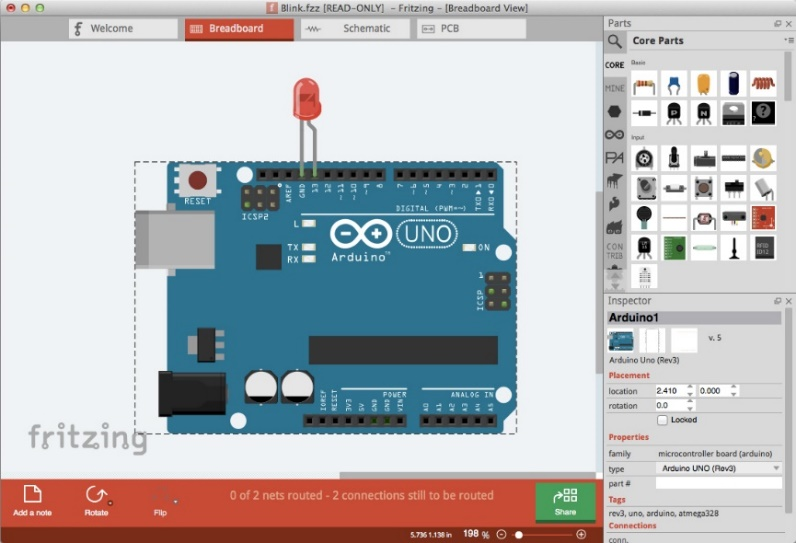 Blink.fzz [READ-ONLY] - Fritzing - [Breadboard View]
Welcome
Breadboard
Schematic
PCB
Parts
Core Parts
CORE
MINE
CON
TRIB
Basic
Input
P
N
?
RESET
ICSP2
AREF
GND
13
12
~11
~10
~9
8
7
~6
~5
4
~3
2
TX0▶1
RX0◀0
DIGITAL (PWM=~)
L
TX
RX
Arduino™
UNO
ON
1
ICSP
IOREF
RESET
3V3
5V
GND
GND
VIN
POWER
A0
A1
A2
A3
A4
A5
ANALOG IN
fritzing
Inspector
Arduino1
v. 5
Arduino Uno (Rev3)
Placement
location 2.410 0.000
rotation 0.0
Locked
Properties
family microcontroller board (arduino)
type Arduino UNO (Rev3)
part #
Tags
rev3, uno, arduino, atmega328
Connections
conn.
Add a note
Rotate
Flip
0 of 2 nets routed - 2 connections still to be routed
Share
5.736 1.138 in 198 %